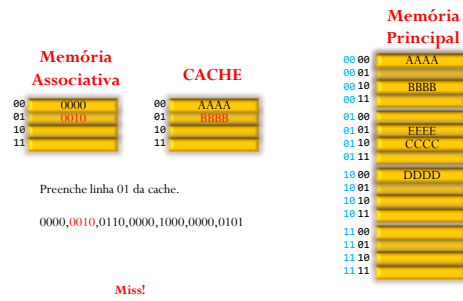 Memória
Associativa
00 0000
01 0010
10
11
CACHE
00 AAAA
01 BBBB
10
11
Preenche linha 01 da cache.
0000,0010,0110,0000,1000,0000,0101
Miss!
Memória
Principal
00 00 AAAA
00 01
00 10 BBBB
00 11
01 00
01 01 EEEE
01 10 CCCC
01 11
10 00 DDDD
10 01
10 10
10 11
11 00
11 01
11 10
11 11